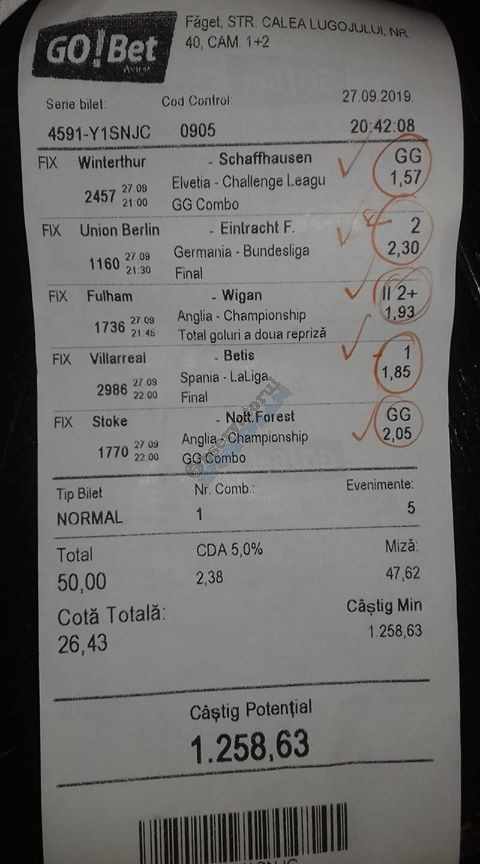 GO!Bet
Făget, STR. CALEA LUGOJULUI, NR.
40, CAM. 1+2
Serie bilet: Cod Control: 27.09.2019
4591-Y1SNJC 0905 20:42:08
FIX Winterthur - Schaffhausen GG
2457 27.09 21:00 Elvetia - Challenge Leagu 1,57
GG Combo
FIX Union Berlin - Eintracht F. 2
1160 27.09 21:30 Germania - Bundesliga 2,30
Final
FIX Fulham - Wigan II 2+
1736 27.09 21:45 Anglia - Championship 1,93
Total goluri a doua repriză
FIX Villarreal - Betis 1
2986 27.09 22:00 Spania - LaLiga 1,85
Final
FIX Stoke - Nott.Forest GG
1770 27.09 22:00 Anglia - Championship 2,05
GG Combo
Tip Bilet Nr. Comb.: Evenimente:
NORMAL 1 5
Total CDA 5,0% Miză:
50,00 2,38 47,62
Cotă Totală: Câştig Min
26,43 1.258,63
Câştig Potenţial
1.258,63